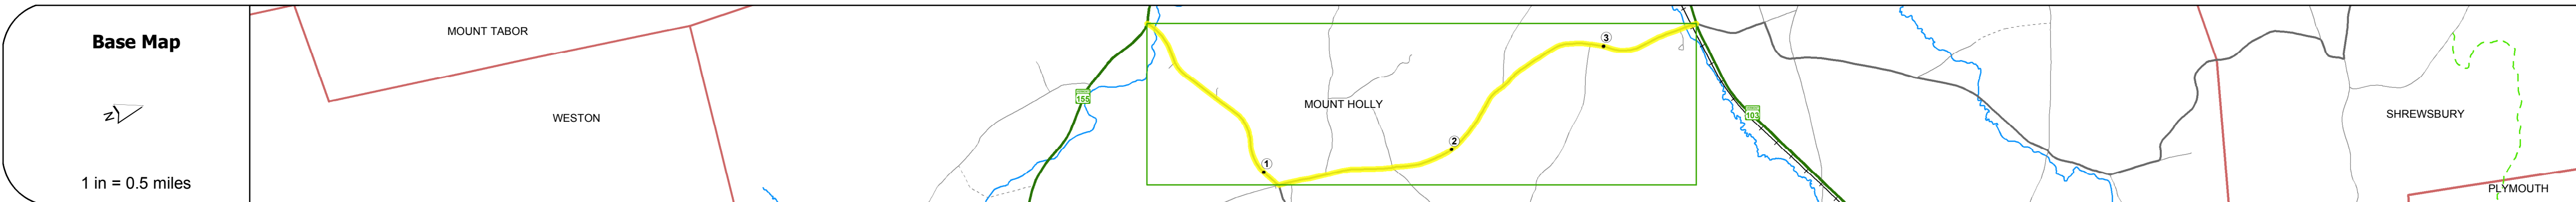 Base Map
N
1 in = 0.5 miles
MOUNT TABOR
WESTON
155
MOUNT HOLLY
1
2
3
103
SHREWSBURY
PLYMOUTH